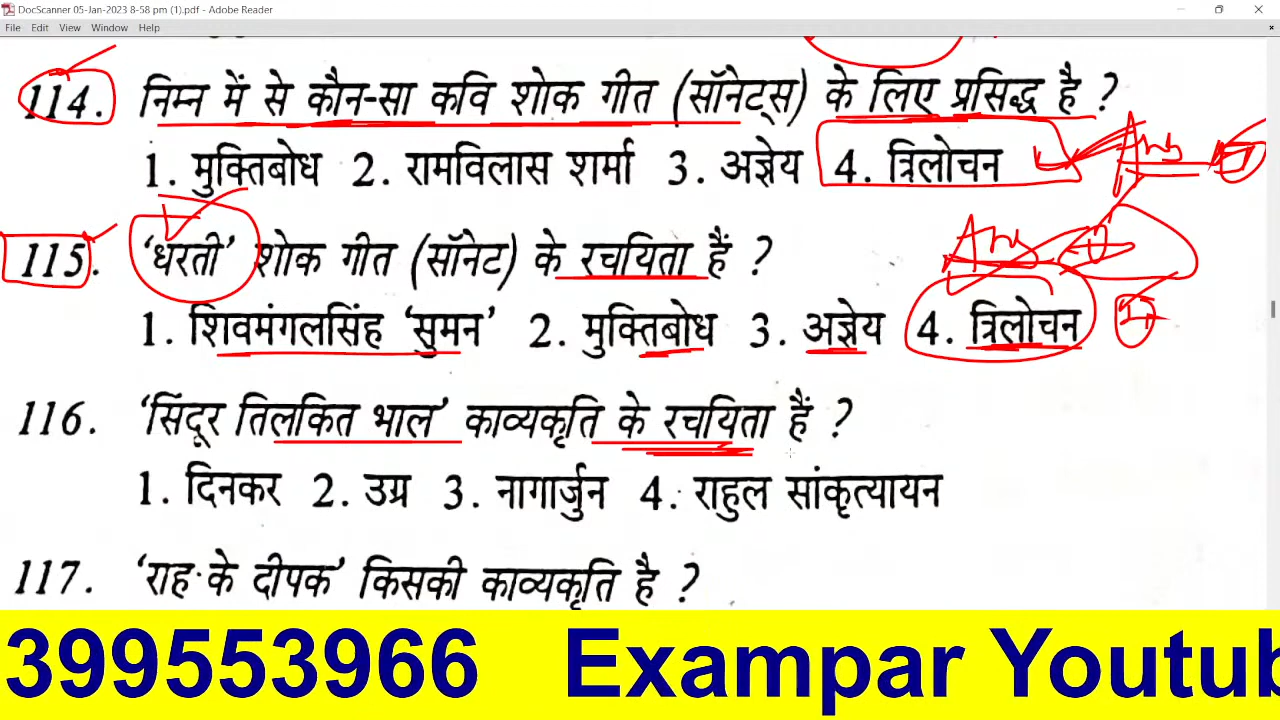 DocScanner 05-Jan-2023 8-58 pm (1).pdf - Adobe Reader
File Edit View Window Help
114. निम्न में से कौन-सा कवि शोक गीत (सॉनेट्स) के लिए प्रसिद्ध है ?
1. मुक्तिबोध 2. रामविलास शर्मा 3. अज्ञेय 4. त्रिलोचन
Ans
115. 'धरती' शोक गीत (सॉनेट) के रचयिता हैं ?
Ans
1. शिवमंगलसिंह 'सुमन' 2. मुक्तिबोध 3. अज्ञेय 4. त्रिलोचन
116. 'सिंदूर तिलकित भाल' काव्यकृति के रचयिता हैं ?
1. दिनकर 2. उग्र 3. नागार्जुन 4. राहुल सांकृत्यायन
117. 'राह के दीपक' किसकी काव्यकृति है ?
399553966 Exampar Youtub